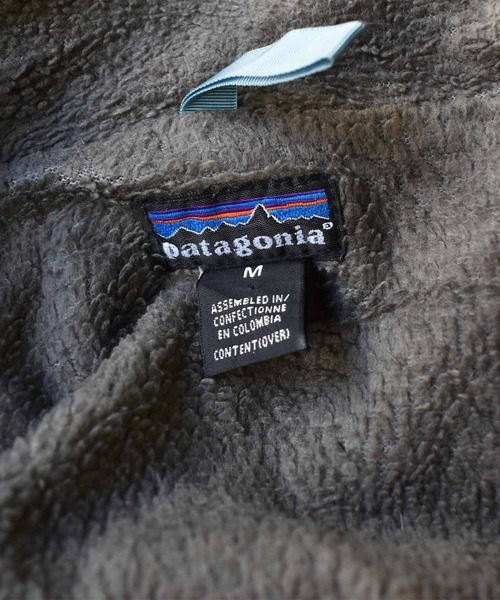 patagonia®
M
ASSEMBLED IN/
CONFECTIONNE
EN COLOMBIA
CONTENT(OVER)